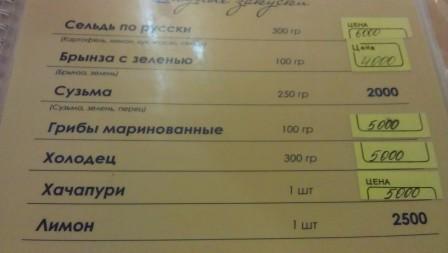 закуски
Сельдь по русски 300 гр ЦЕНА 6000
Брынза с зеленью 100 гр Цена 4000
(Брынза, зелень)
Сузьма 250 гр 2000
(Сузьма, зелень, перец)
Грибы маринованные 100 гр 5000
Холодец 300 гр 5000
Хачапури 1 шт ЦЕНА 5000
Лимон 1 шт 2500